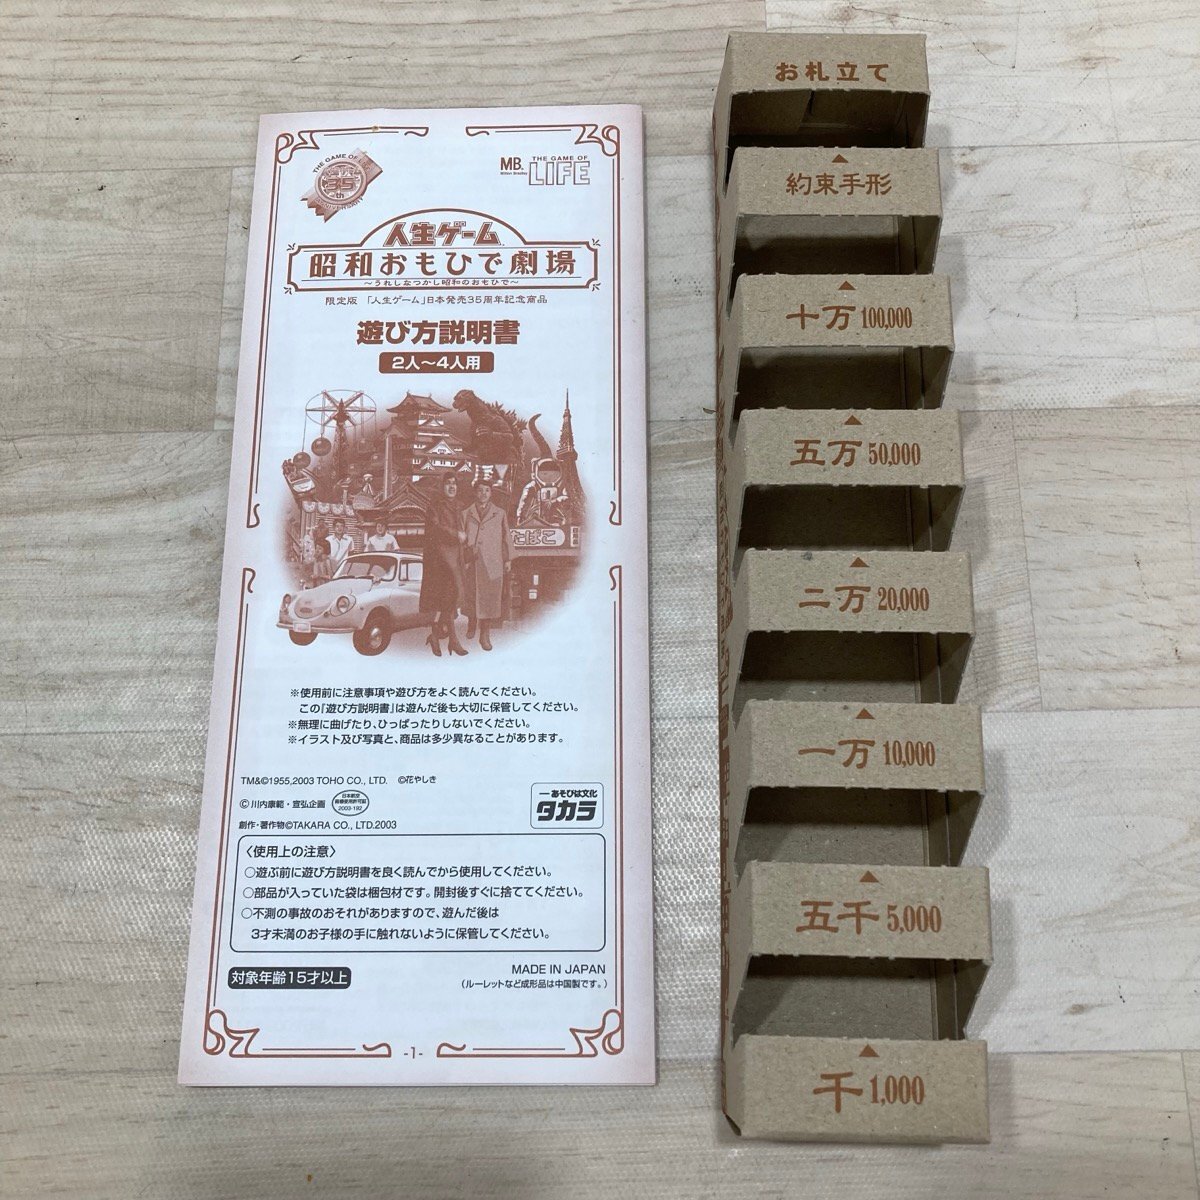 THE GAME OF LIFE
35th
ANNIVERSARY
MB.
Milton Bradley
THE GAME OF
LIFE
人生ゲーム
昭和おもひで劇場
〜うれしなつかし昭和のおもひで〜
限定版 「人生ゲーム」日本発売35周年記念商品
遊び方説明書
2人〜4人用
たばこ
※使用前に注意事項や遊び方をよく読んでください。
この「遊び方説明書」は遊んだ後も大切に保管してください。
※無理に曲げたり、ひっぱったりしないでください。
※イラスト及び写真と、商品は多少異なることがあります。
TM&©1955,2003 TOHO CO., LTD. ©花やしき
©川内康範・宣弘企画
日本航空
商標使用許可証
2003-192
創作・著作物©TAKARA CO., LTD.2003
あそびは文化
タカラ
〈使用上の注意〉
○遊ぶ前に遊び方説明書を良く読んでから使用してください。
○部品が入っていた袋は梱包材です。開封後すぐに捨ててください。
○不測の事故のおそれがありますので、遊んだ後は
3才未満のお子様の手に触れないように保管してください。
対象年齢15才以上
MADE IN JAPAN
(ルーレットなど成形品は中国製です。)
-1-
お札立て
約束手形
十万 100,000
五万 50,000
二万 20,000
一万 10,000
五千 5,000
千 1,000